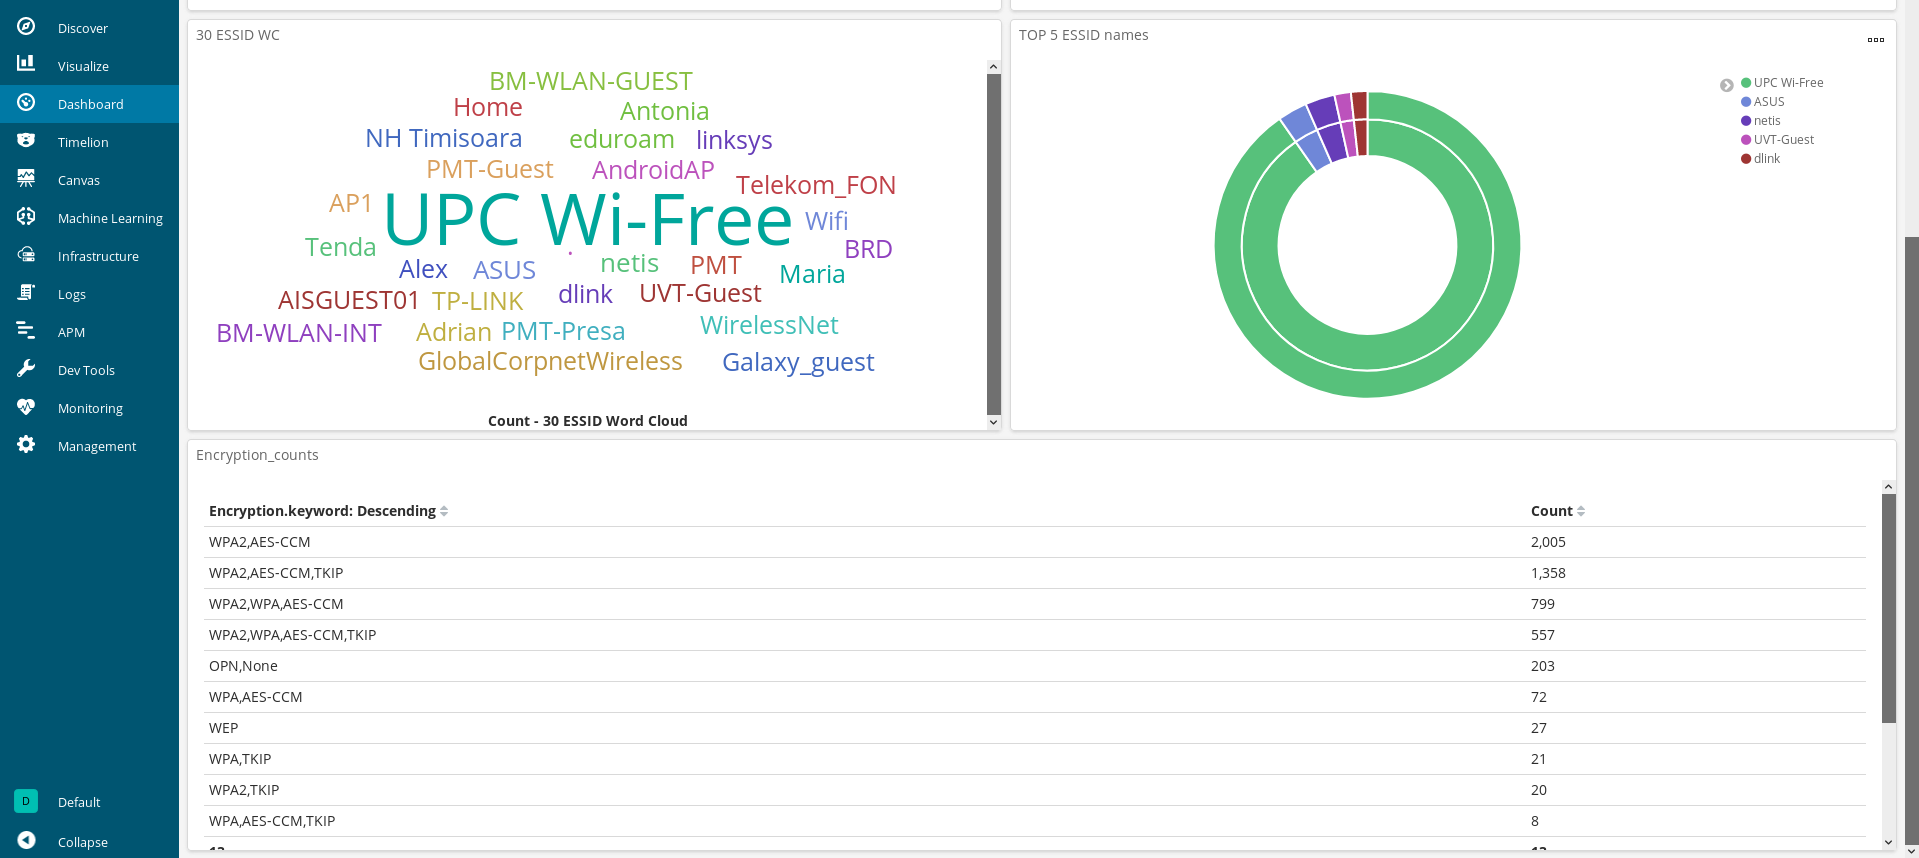 Discover
Visualize
Dashboard
Timelion
Canvas
Machine Learning
Infrastructure
Logs
APM
Dev Tools
Monitoring
Management
D Default
Collapse
30 ESSID WC
BM-WLAN-GUEST
Home
Antonia
NH Timisoara
eduroam
linksys
PMT-Guest
AndroidAP
Telekom_FON
AP1
UPC Wi-Free
Wifi
Tenda
BRD
.
Alex
ASUS
netis
PMT
Maria
AISGUEST01
TP-LINK
dlink
UVT-Guest
BM-WLAN-INT
Adrian
PMT-Presa
WirelessNet
GlobalCorpnetWireless
Galaxy_guest
Count - 30 ESSID Word Cloud
TOP 5 ESSID names
UPC Wi-Free
ASUS
netis
UVT-Guest
dlink
Encryption_counts
Encryption.keyword: Descending Count
WPA2,AES-CCM 2,005
WPA2,AES-CCM,TKIP 1,358
WPA2,WPA,AES-CCM 799
WPA2,WPA,AES-CCM,TKIP 557
OPN,None 203
WPA,AES-CCM 72
WEP 27
WPA,TKIP 21
WPA2,TKIP 20
WPA,AES-CCM,TKIP 8